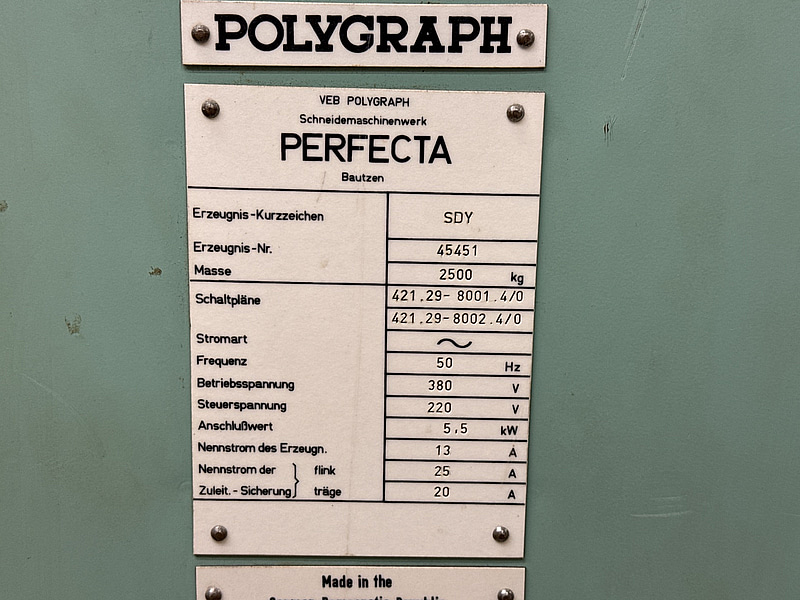 POLYGRAPH
VEB POLYGRAPH
Schneidemaschinenwerk
PERFECTA
Bautzen
Erzeugnis-Kurzzeichen SDY
Erzeugnis-Nr. 45451
Masse 2500 kg
Schaltpläne 421.29-8001.4/0
421.29-8002.4/0
Stromart ~
Frequenz 50 Hz
Betriebsspannung 380 V
Steuerspannung 220 V
Anschlußwert 5,5 kW
Nennstrom des Erzeugn. 13 A
Nennstrom der } flink 25 A
Zuleit.-Sicherung } träge 20 A
Made in the